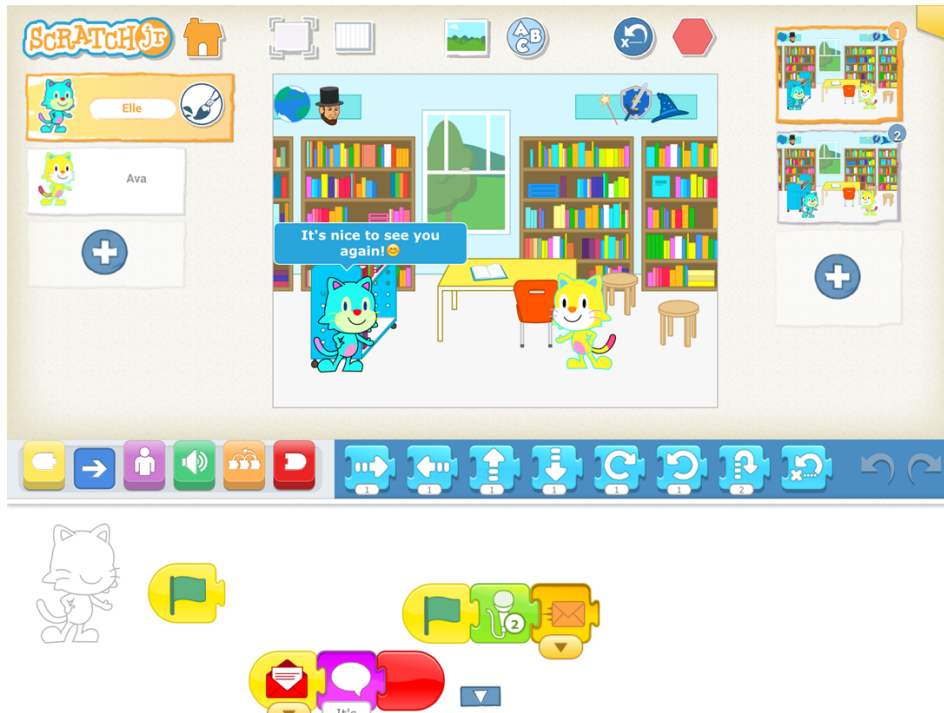 SCRATCHJr
ABC
x
1
Elle
2
Ava
It's nice to see you
again!😊
1
1
1
1
1
1
2
x
2
It's